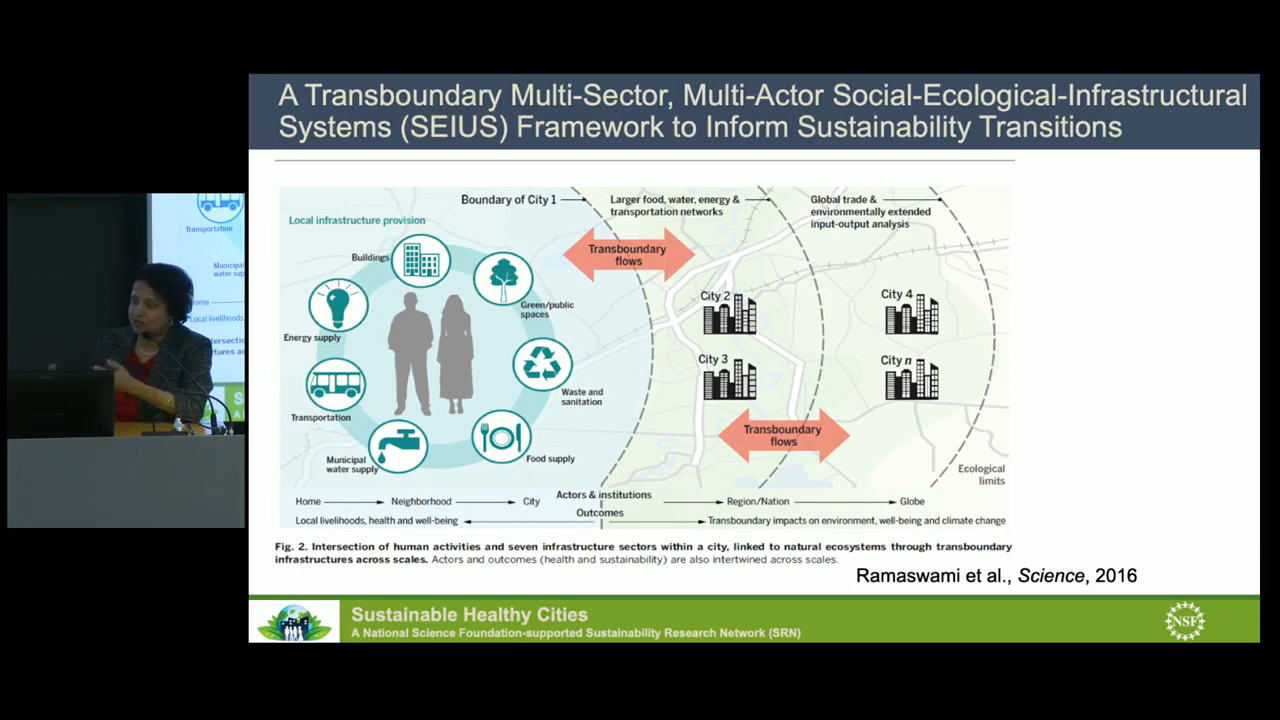 A Transboundary Multi-Sector, Multi-Actor Social-Ecological-Infrastructural
Systems (SEIUS) Framework to Inform Sustainability Transitions
Boundary of City 1
Larger food, water, energy &
transportation networks
Global trade &
environmentally extended
input-output analysis
Local infrastructure provision
Transboundary
flows
Buildings
Green/public
spaces
Energy supply
Waste and
sanitation
Transportation
Municipal
water supply
Food supply
City 2
City 3
City 4
City n
Transboundary
flows
Ecological
limits
Home
Neighborhood
City
Actors & institutions
Region/Nation
Globe
Outcomes
Local livelihoods, health and well-being
Transboundary impacts on environment, well-being and climate change
Fig. 2. Intersection of human activities and seven infrastructure sectors within a city, linked to natural ecosystems through transboundary
infrastructures across scales. Actors and outcomes (health and sustainability) are also intertwined across scales.
Ramaswami et al., Science, 2016
Sustainable Healthy Cities
A National Science Foundation-supported Sustainability Research Network (SRN)
NSF
Transportation
Municipal
water su
Home
Local livelihoods,